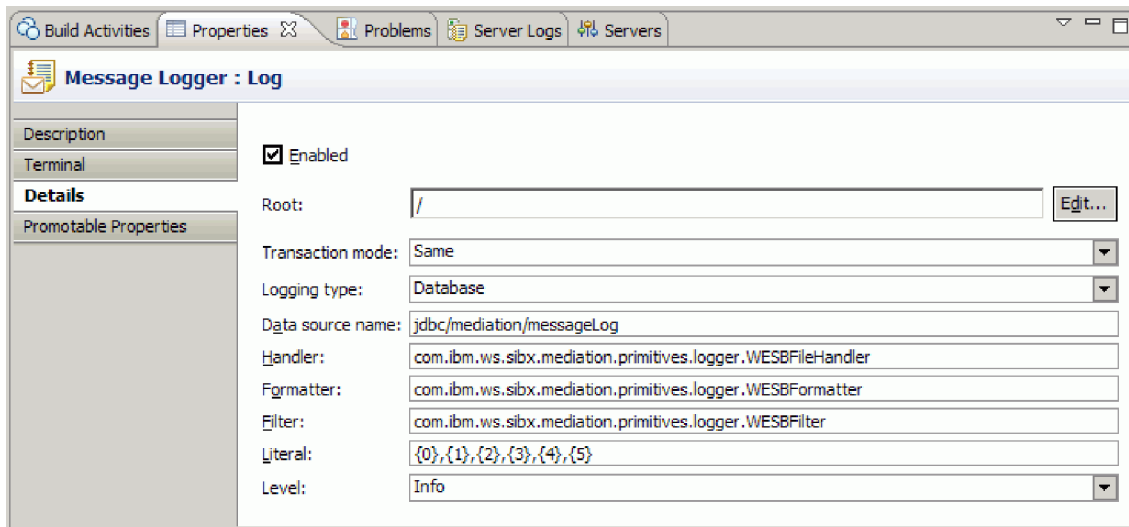 Build Activities Properties Problems Server Logs Servers
Message Logger : Log
Description
Terminal
Details
Promotable Properties
Enabled
Root: / Edit...
Transaction mode: Same
Logging type: Database
Data source name: jdbc/mediation/messageLog
Handler: com.ibm.ws.sibx.mediation.primitives.logger.WESBFileHandler
Formatter: com.ibm.ws.sibx.mediation.primitives.logger.WESBFormatter
Filter: com.ibm.ws.sibx.mediation.primitives.logger.WESBFilter
Literal: {0},{1},{2},{3},{4},{5}
Level: Info